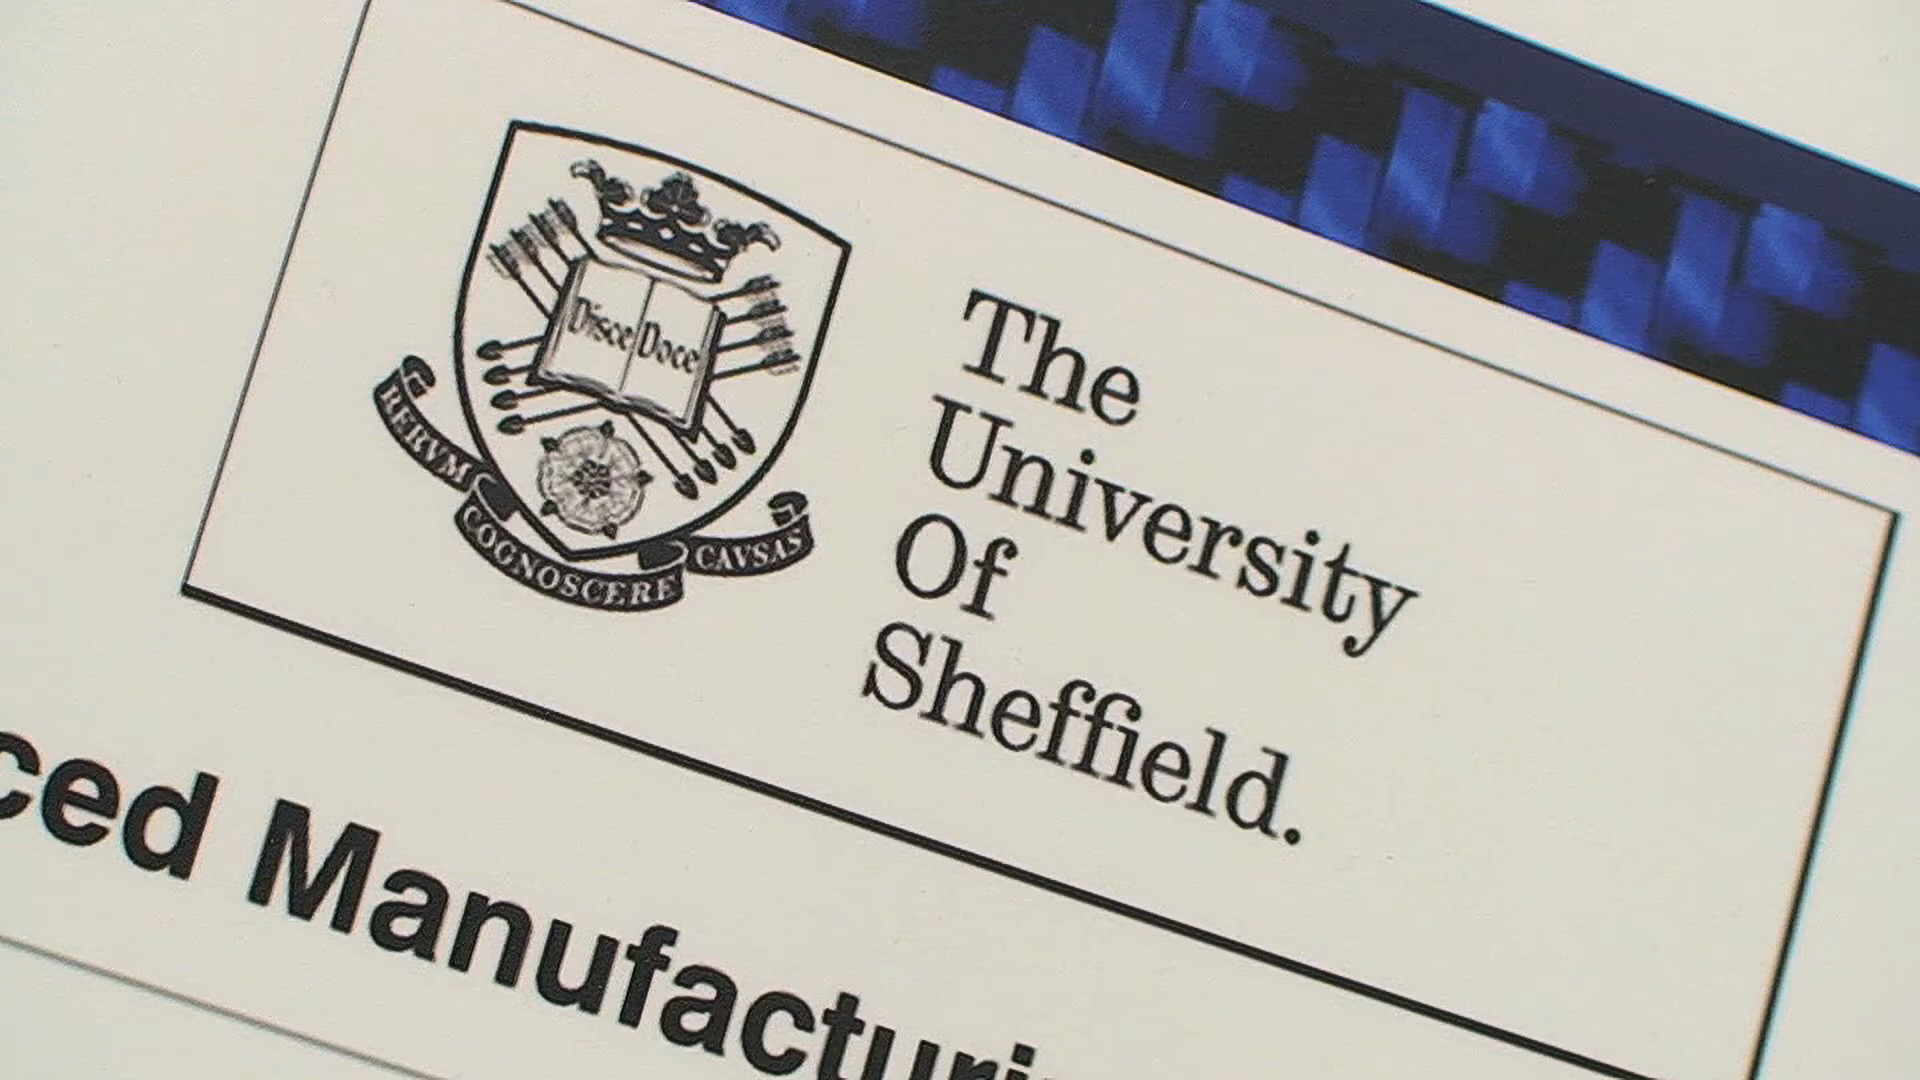 Disce Doce
RERVM COGNOSCERE CAVSAS
The
University
Of
Sheffield.
ced Manufacturi